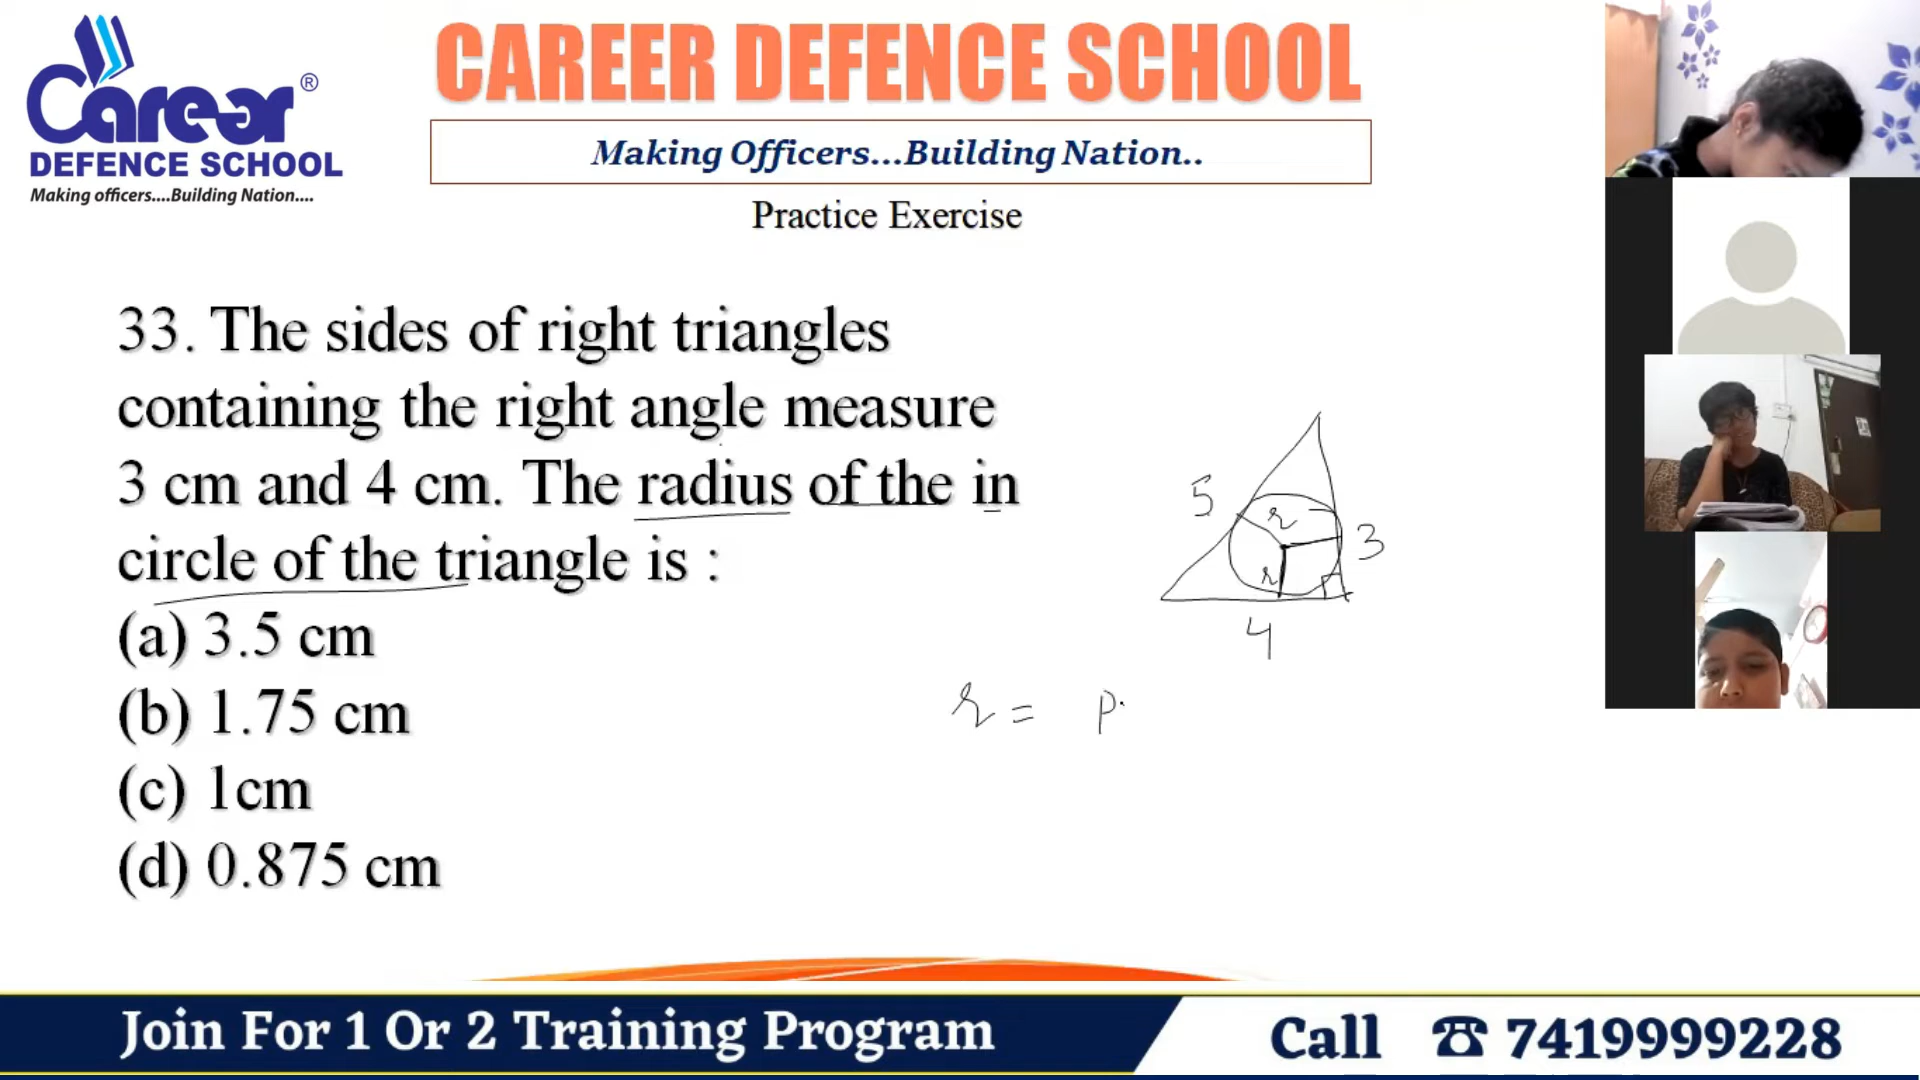 Career ®
DEFENCE SCHOOL
Making officers....Building Nation....
CAREER DEFENCE SCHOOL
Making Officers...Building Nation..
Practice Exercise
33. The sides of right triangles
containing the right angle measure
3 cm and 4 cm. The radius of the in
circle of the triangle is :
(a) 3.5 cm
(b) 1.75 cm
(c) 1cm
(d) 0.875 cm
5
r
3
r
4
r = p
Join For 1 Or 2 Training Program
Call ☎ 7419999228